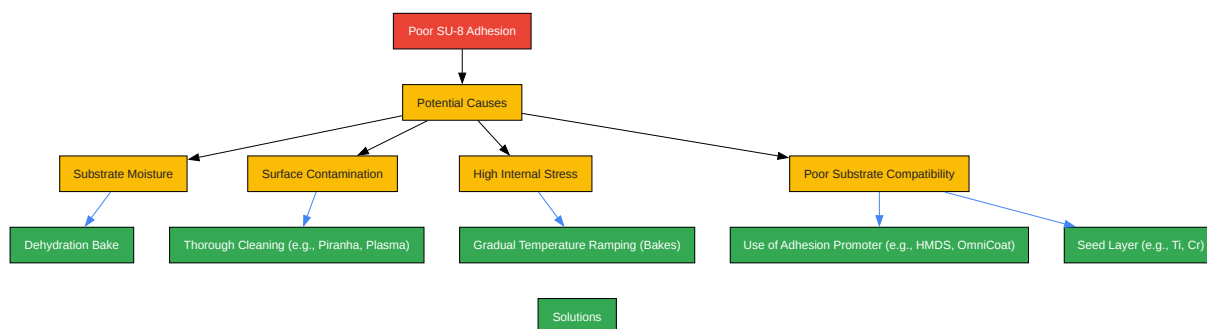 Poor SU-8 Adhesion
Potential Causes
Substrate Moisture
Surface Contamination
High Internal Stress
Poor Substrate Compatibility
Dehydration Bake
Thorough Cleaning (e.g., Piranha, Plasma)
Gradual Temperature Ramping (Bakes)
Use of Adhesion Promoter (e.g., HMDS, OmniCoat)
Seed Layer (e.g., Ti, Cr)
Solutions